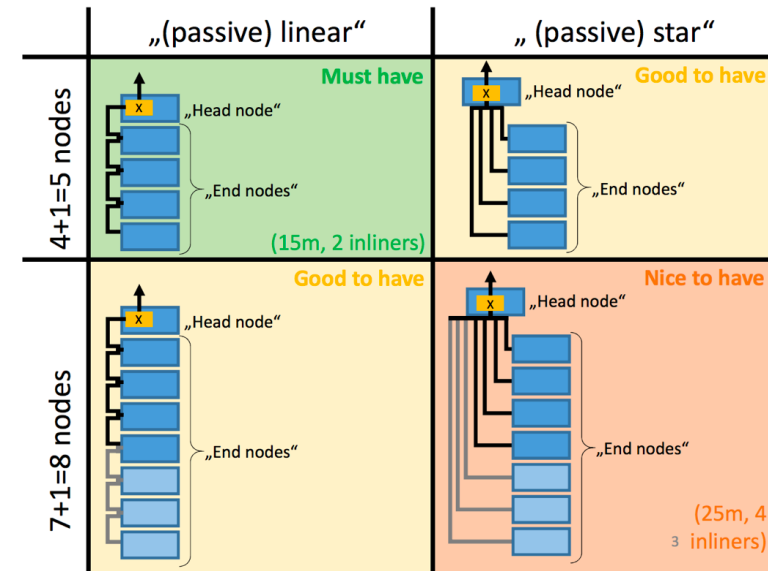 „(passive) linear“
„ (passive) star“
4+1=5 nodes
Must have
x
„Head node“
„End nodes“
(15m, 2 inliners)
Good to have
x
„Head node“
„End nodes“
7+1=8 nodes
Good to have
x
„Head node“
„End nodes“
Nice to have
x
„Head node“
„End nodes“
(25m, 4
3 inliners)